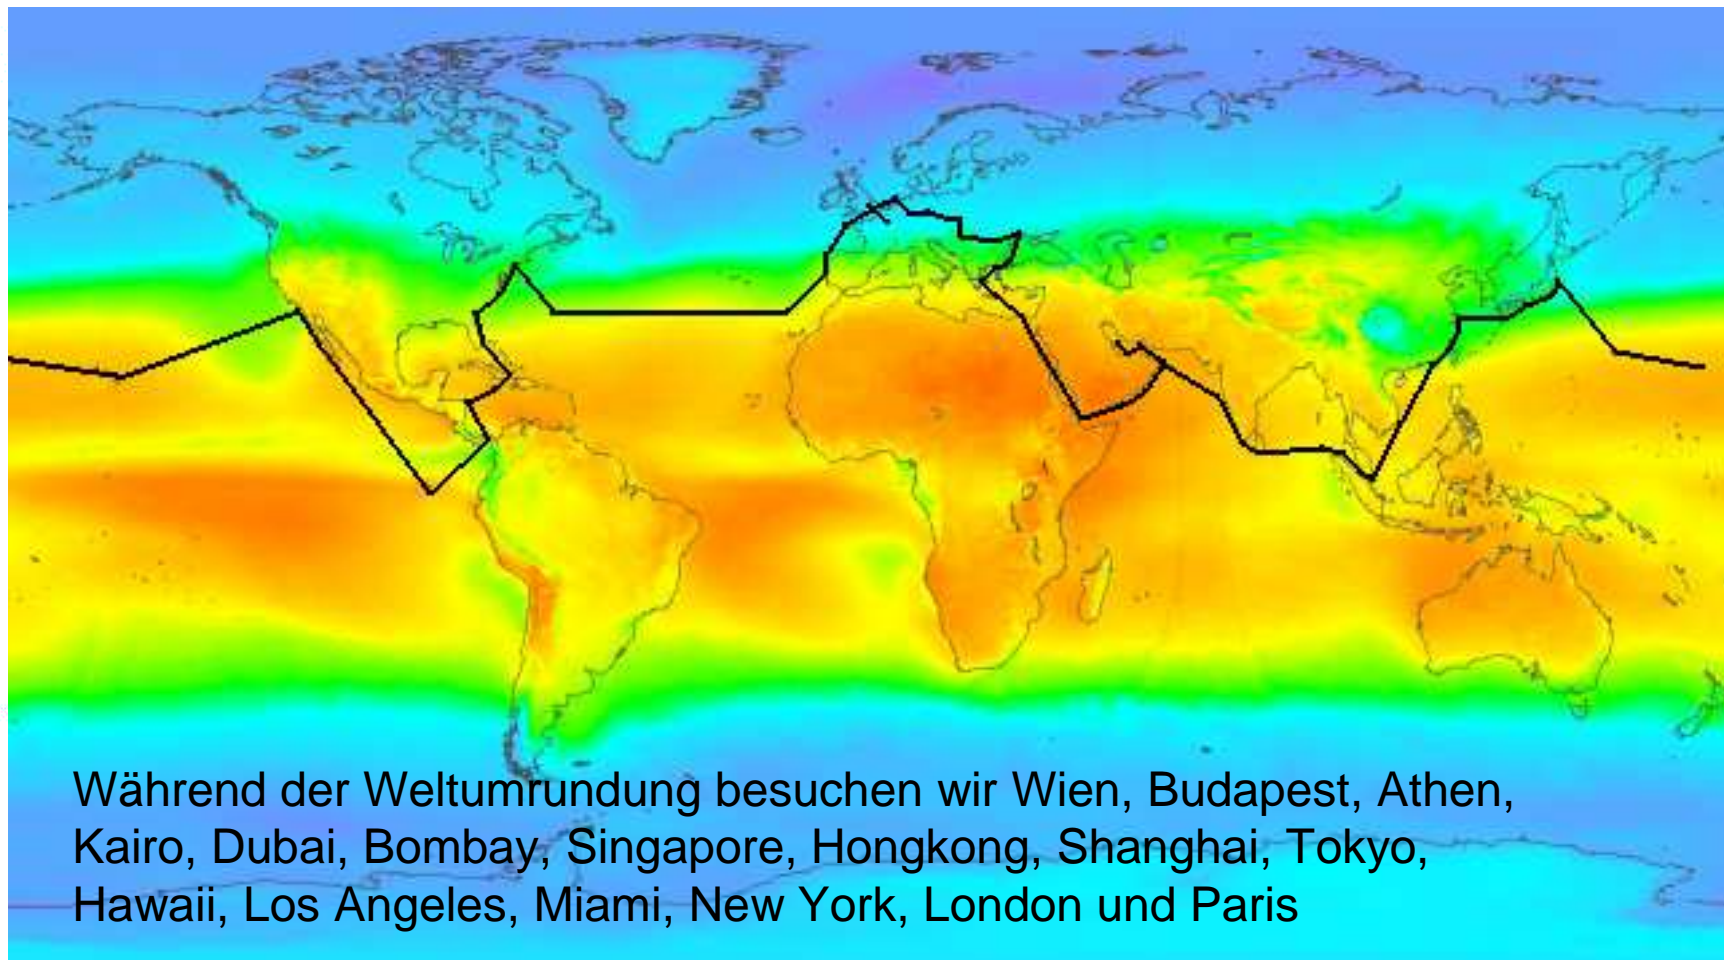 Während der Weltumrundung besuchen wir Wien, Budapest, Athen,
Kairo, Dubai, Bombay, Singapore, Hongkong, Shanghai, Tokyo,
Hawaii, Los Angeles, Miami, New York, London und Paris